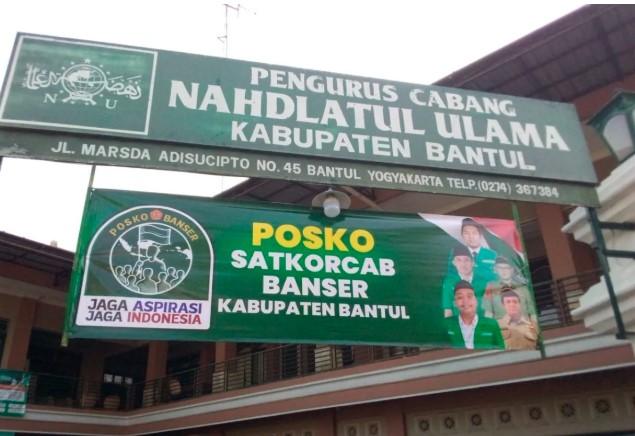 N U
PENGURUS CABANG
NAHDLATUL ULAMA
KABUPATEN BANTUL
JL. MARSDA ADISUCIPTO NO. 45 BANTUL YOGYAKARTA TELP.(0274) 367384
POSKO BANSER
JAGA ASPIRASI
JAGA INDONESIA
POSKO
SATKORCAB
BANSER
KABUPATEN BANTUL